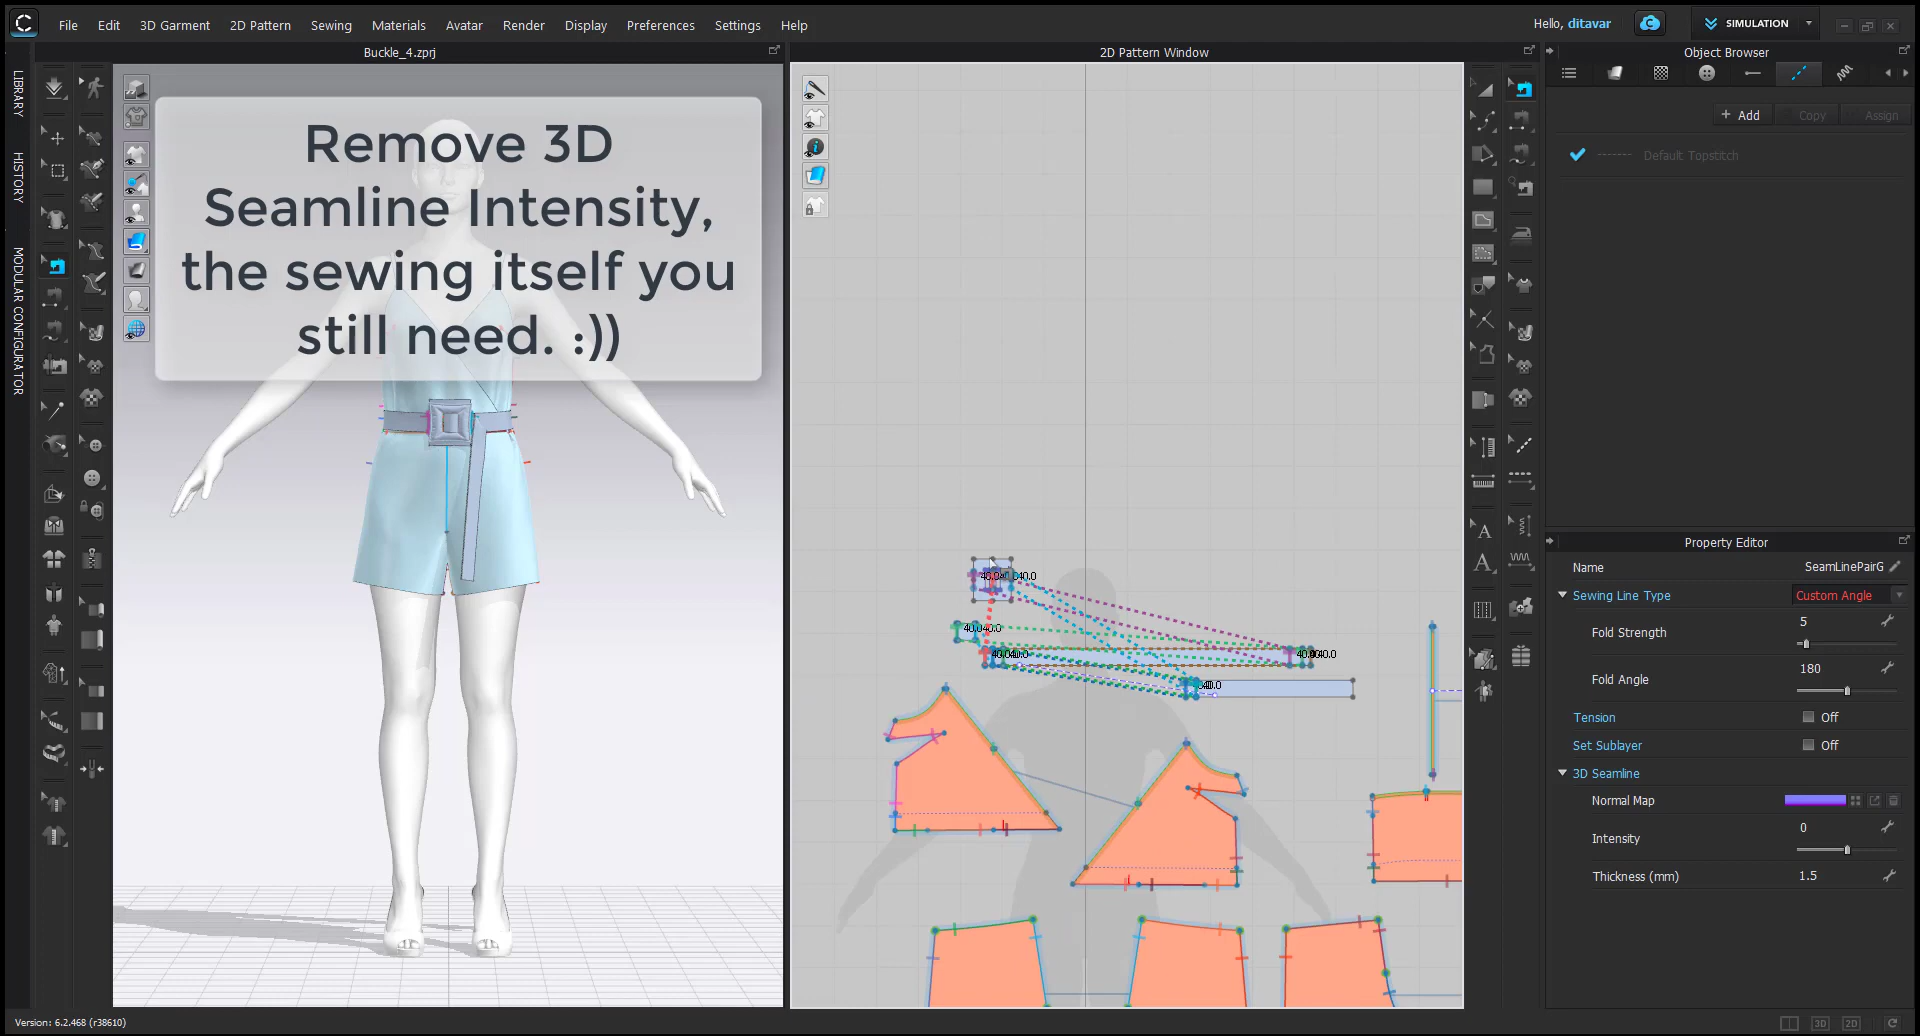 File Edit 3D Garment 2D Pattern Sewing Materials Avatar Render Display Preferences Settings Help
Hello, ditavar
SIMULATION
Buckle_4.zprj
2D Pattern Window
Object Browser
LIBRARY
HISTORY
MODULAR CONFIGURATOR
Remove 3D
Seamline Intensity,
the sewing itself you
still need. :))
+ Add Copy Assign
Default Topstitch
Property Editor
Name SeamLinePairG
Sewing Line Type Custom Angle
Fold Strength 5
Fold Angle 180
Tension Off
Set Sublayer Off
3D Seamline
Normal Map
Intensity 0
Thickness (mm) 1.5
Version: 6.2.468 (r38610)
3D 2D